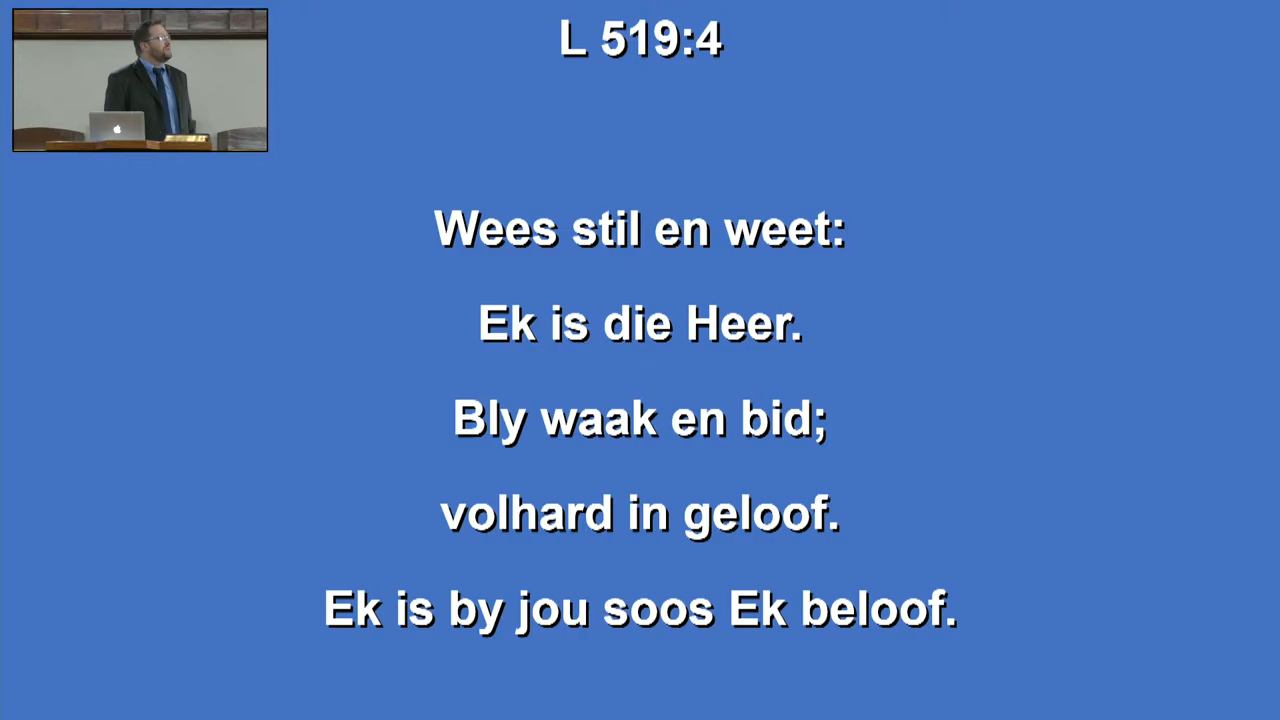 L 519:4
Wees stil en weet:
Ek is die Heer.
Bly waak en bid;
volhard in geloof.
Ek is by jou soos Ek beloof.